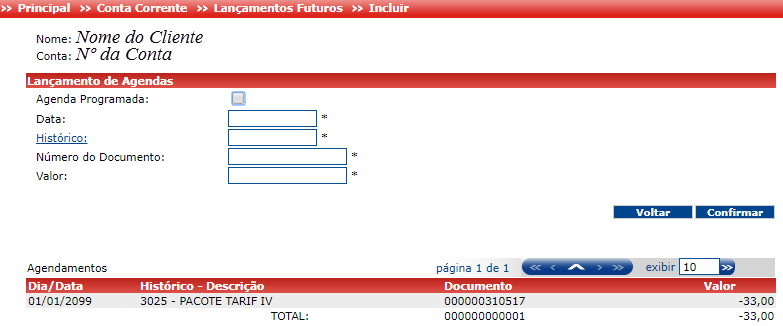 >> Principal >> Conta Corrente >> Lançamentos Futuros >> Incluir
Nome: Nome do Cliente
Conta: Nº da Conta
Lançamento de Agendas
Agenda Programada:
Data: *
Histórico: *
Número do Documento: *
Valor: *
Voltar Confirmar
Agendamentos página 1 de 1 << < > >> exibir 10 >>
Dia/Data Histórico - Descrição Documento Valor
01/01/2099 3025 - PACOTE TARIF IV 000000310517 -33,00
TOTAL: 000000000001 -33,00